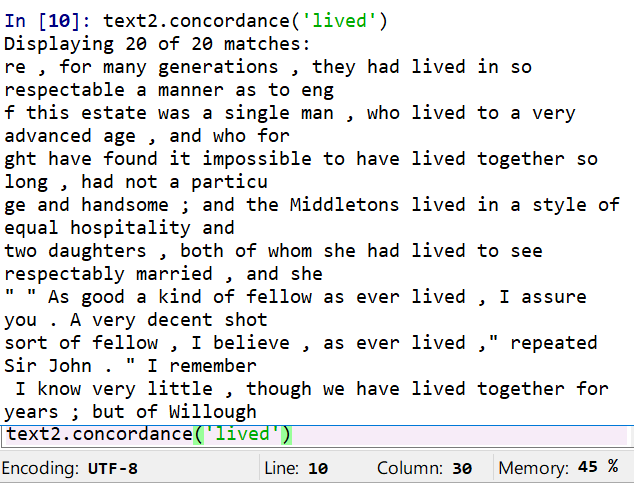 In [10]: text2.concordance('lived')
Displaying 20 of 20 matches:
re , for many generations , they had lived in so
respectable a manner as to eng
f this estate was a single man , who lived to a very
advanced age , and who for
ght have found it impossible to have lived together so
long , had not a particu
ge and handsome ; and the Middletons lived in a style of
equal hospitality and
two daughters , both of whom she had lived to see
respectably married , and she
" " As good a kind of fellow as ever lived , I assure
you . A very decent shot
sort of fellow , I believe , as ever lived ," repeated
Sir John . " I remember
I know very little , though we have lived together for
years ; but of Willough
text2.concordance('lived')
Encoding: UTF-8 Line: 10 Column: 30 Memory: 45 %